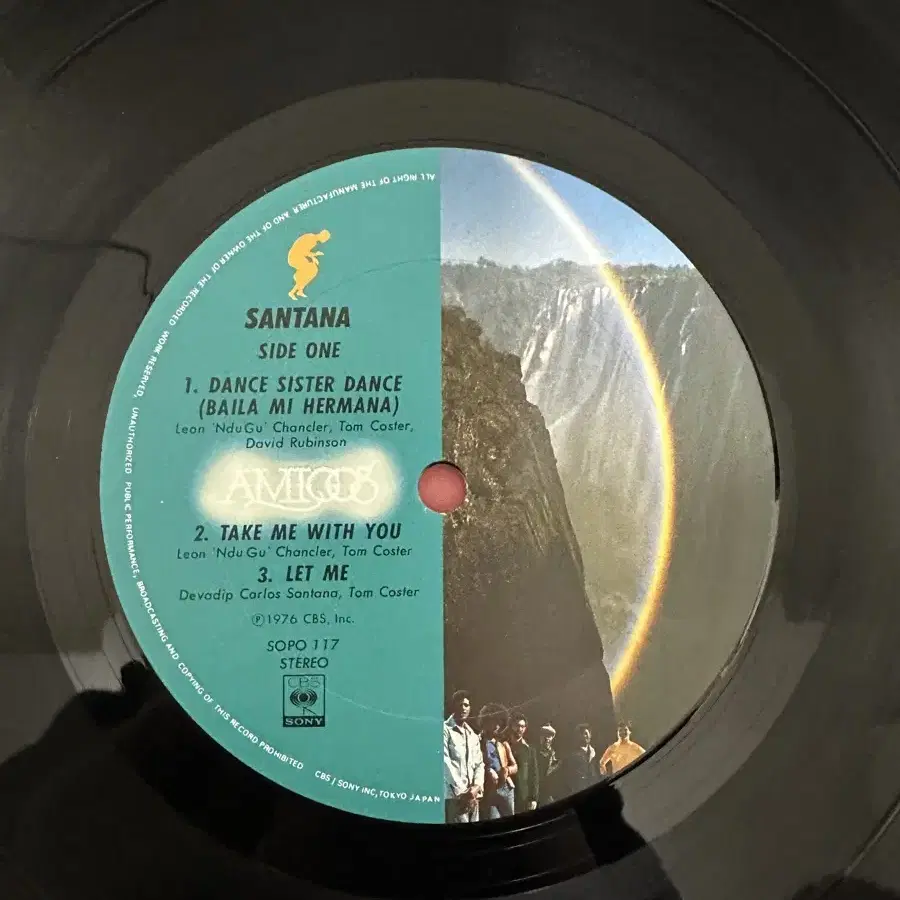 ALL RIGHT OF THE MANUFACTURER AND OF THE OWNER OF THE RECORDED WORK RESERVED, UNAUTHORIZED PUBLIC PERFORMANCE, BROADCASTING AND COPYING OF THIS RECORD PROHIBITED
SANTANA
SIDE ONE
1. DANCE SISTER DANCE
(BAILA MI HERMANA)
Leon 'NduGu' Chancler, Tom Coster,
David Rubinson
AMIGOS
2. TAKE ME WITH YOU
Leon 'NduGu' Chancler, Tom Coster
3. LET ME
Devadip Carlos Santana, Tom Coster
℗1976 CBS, Inc.
SOPO 117
STEREO
CBS
SONY
CBS / SONY INC, TOKYO JAPAN